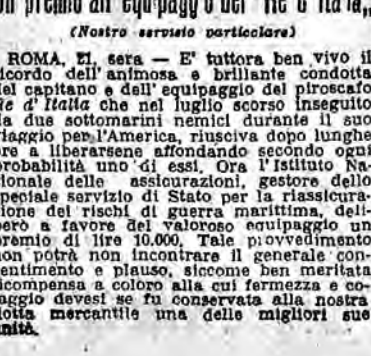 Un premio all'equipaggio del "Re d'Italia„
(Nostro servizio particolare)
ROMA, 21, sera — E' tuttora ben vivo il
ricordo dell'animosa e brillante condotta
del capitano e dell'equipaggio del piroscafo
Re d'Italia che nel luglio scorso inseguito
da due sottomarini nemici durante il suo
viaggio per l'America, riusciva dopo lunghe
ore a liberarsene affondando secondo ogni
probabilità uno di essi. Ora l'Istituto Na-
zionale delle assicurazioni, gestore dello
speciale servizio di Stato per la riassicura-
zione dei rischi di guerra marittima, deli-
berò a favore del valoroso equipaggio un
premio di lire 10.000. Tale provvedimento
non potrà non incontrare il generale con-
sentimento e plauso, siccome ben meritata
ricompensa a coloro alla cui fermezza e co-
raggio devesi se fu conservata alla nostra
flotta mercantile una delle migliori sue
unità.